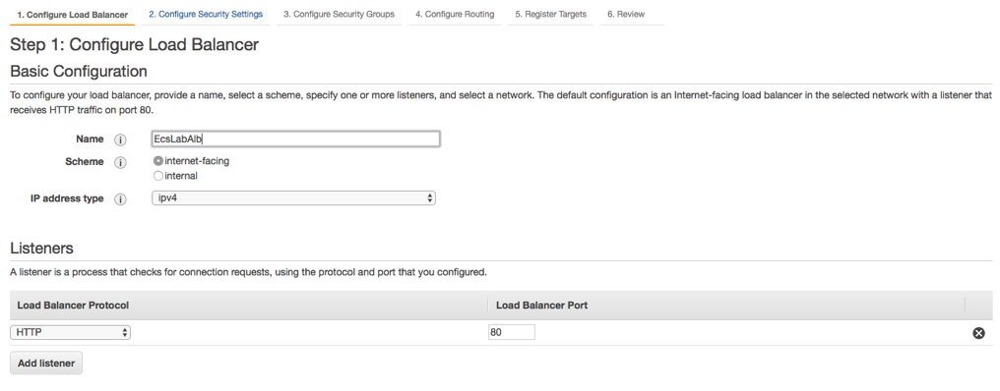 1. Configure Load Balancer 2. Configure Security Settings 3. Configure Security Groups 4. Configure Routing 5. Register Targets 6. Review
Step 1: Configure Load Balancer
Basic Configuration
To configure your load balancer, provide a name, select a scheme, specify one or more listeners, and select a network. The default configuration is an Internet-facing load balancer in the selected network with a listener that
receives HTTP traffic on port 80.
Name i EcsLabAlb
Scheme i internet-facing
internal
IP address type i ipv4
Listeners
A listener is a process that checks for connection requests, using the protocol and port that you configured.
Load Balancer Protocol Load Balancer Port
HTTP 80
Add listener